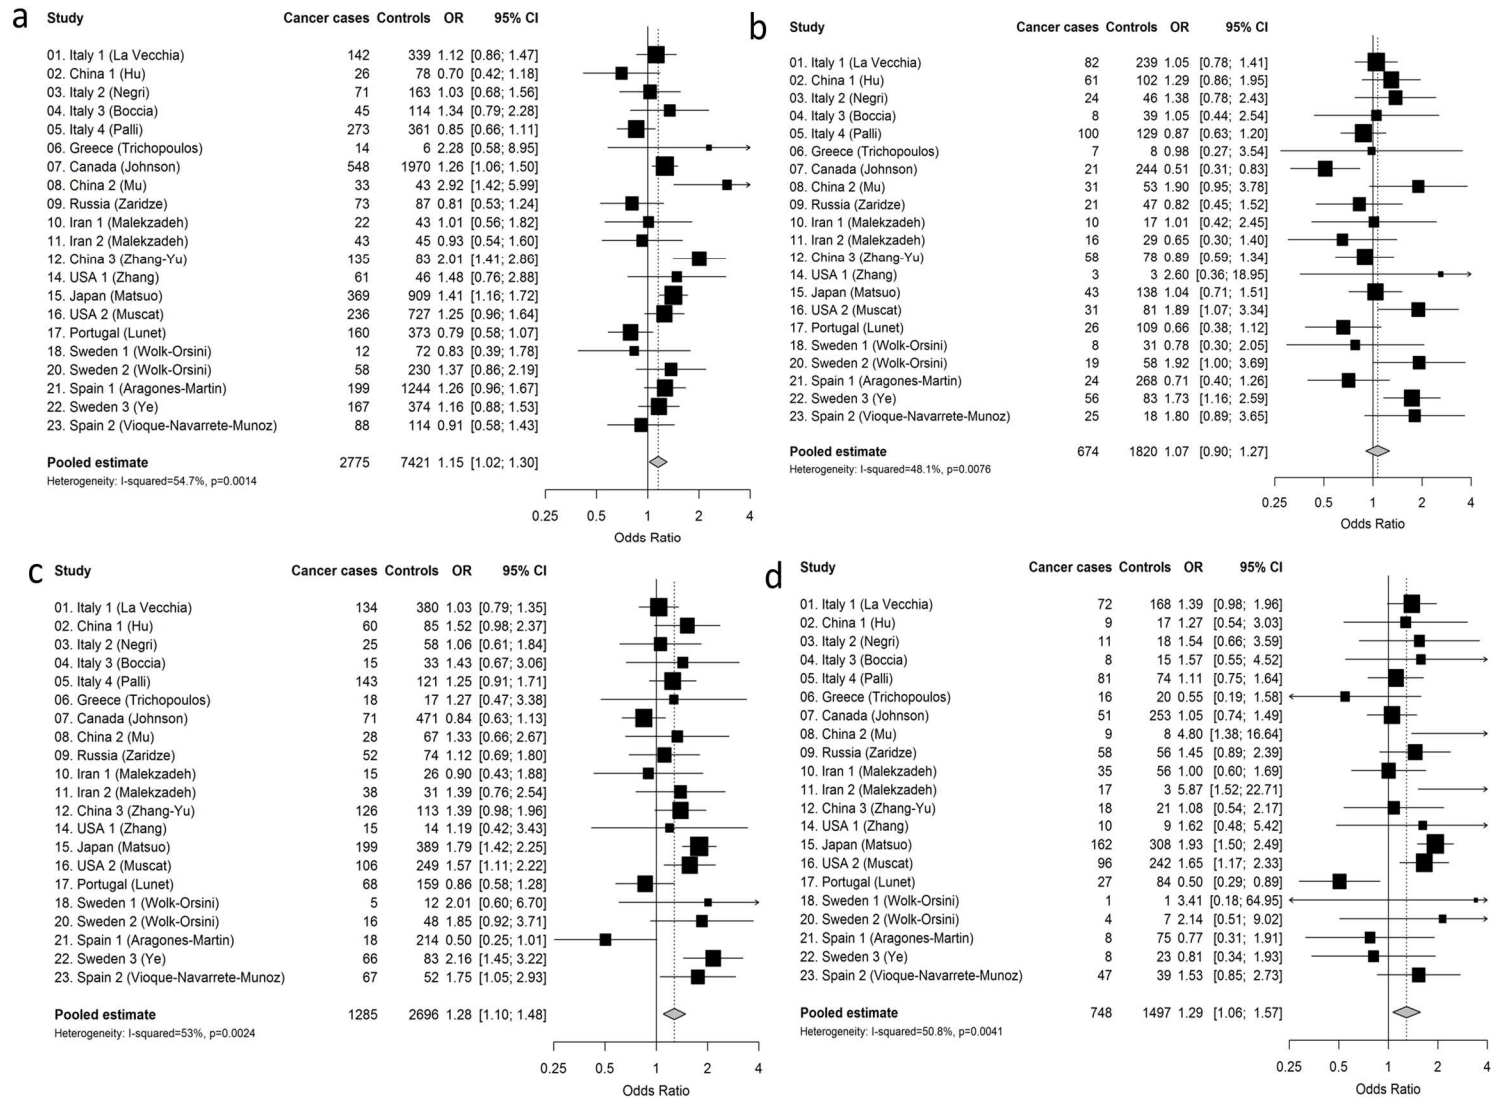 a
Study Cancer cases Controls OR 95% CI
01. Italy 1 (La Vecchia) 142 339 1.12 [0.86; 1.47]
02. China 1 (Hu) 26 78 0.70 [0.42; 1.18]
03. Italy 2 (Negri) 71 163 1.03 [0.68; 1.56]
04. Italy 3 (Boccia) 45 114 1.34 [0.79; 2.28]
05. Italy 4 (Palli) 273 361 0.85 [0.66; 1.11]
06. Greece (Trichopoulos) 14 6 2.28 [0.58; 8.95]
07. Canada (Johnson) 548 1970 1.26 [1.06; 1.50]
08. China 2 (Mu) 33 43 2.92 [1.42; 5.99]
09. Russia (Zaridze) 73 87 0.81 [0.53; 1.24]
10. Iran 1 (Malekzadeh) 22 43 1.01 [0.56; 1.82]
11. Iran 2 (Malekzadeh) 43 45 0.93 [0.54; 1.60]
12. China 3 (Zhang-Yu) 135 83 2.01 [1.41; 2.86]
14. USA 1 (Zhang) 61 46 1.48 [0.76; 2.88]
15. Japan (Matsuo) 369 909 1.41 [1.16; 1.72]
16. USA 2 (Muscat) 236 727 1.25 [0.96; 1.64]
17. Portugal (Lunet) 160 373 0.79 [0.58; 1.07]
18. Sweden 1 (Wolk-Orsini) 12 72 0.83 [0.39; 1.78]
20. Sweden 2 (Wolk-Orsini) 58 230 1.37 [0.86; 2.19]
21. Spain 1 (Aragones-Martin) 199 1244 1.26 [0.96; 1.67]
22. Sweden 3 (Ye) 167 374 1.16 [0.88; 1.53]
23. Spain 2 (Vioque-Navarrete-Munoz) 88 114 0.91 [0.58; 1.43]
Pooled estimate 2775 7421 1.15 [1.02; 1.30]
Heterogeneity: I-squared=54.7%, p=0.0014
0.25 0.5 1 2 4
Odds Ratio
b
Study Cancer cases Controls OR 95% CI
01. Italy 1 (La Vecchia) 82 239 1.05 [0.78; 1.41]
02. China 1 (Hu) 61 102 1.29 [0.86; 1.95]
03. Italy 2 (Negri) 24 46 1.38 [0.78; 2.43]
04. Italy 3 (Boccia) 8 39 1.05 [0.44; 2.54]
05. Italy 4 (Palli) 100 129 0.87 [0.63; 1.20]
06. Greece (Trichopoulos) 7 8 0.98 [0.27; 3.54]
07. Canada (Johnson) 21 244 0.51 [0.31; 0.83]
08. China 2 (Mu) 31 53 1.90 [0.95; 3.78]
09. Russia (Zaridze) 21 47 0.82 [0.45; 1.52]
10. Iran 1 (Malekzadeh) 10 17 1.01 [0.42; 2.45]
11. Iran 2 (Malekzadeh) 16 29 0.65 [0.30; 1.40]
12. China 3 (Zhang-Yu) 58 78 0.89 [0.59; 1.34]
14. USA 1 (Zhang) 3 3 2.60 [0.36; 18.95]
15. Japan (Matsuo) 43 138 1.04 [0.71; 1.51]
16. USA 2 (Muscat) 31 81 1.89 [1.07; 3.34]
17. Portugal (Lunet) 26 109 0.66 [0.38; 1.12]
18. Sweden 1 (Wolk-Orsini) 8 31 0.78 [0.30; 2.05]
20. Sweden 2 (Wolk-Orsini) 19 58 1.92 [1.00; 3.69]
21. Spain 1 (Aragones-Martin) 24 268 0.71 [0.40; 1.26]
22. Sweden 3 (Ye) 56 83 1.73 [1.16; 2.59]
23. Spain 2 (Vioque-Navarrete-Munoz) 25 18 1.80 [0.89; 3.65]
Pooled estimate 674 1820 1.07 [0.90; 1.27]
Heterogeneity: I-squared=48.1%, p=0.0076
0.25 0.5 1 2 4
Odds Ratio
c
Study Cancer cases Controls OR 95% CI
01. Italy 1 (La Vecchia) 134 380 1.03 [0.79; 1.35]
02. China 1 (Hu) 60 85 1.52 [0.98; 2.37]
03. Italy 2 (Negri) 25 58 1.06 [0.61; 1.84]
04. Italy 3 (Boccia) 15 33 1.43 [0.67; 3.06]
05. Italy 4 (Palli) 143 121 1.25 [0.91; 1.71]
06. Greece (Trichopoulos) 18 17 1.27 [0.47; 3.38]
07. Canada (Johnson) 71 471 0.84 [0.63; 1.13]
08. China 2 (Mu) 28 67 1.33 [0.66; 2.67]
09. Russia (Zaridze) 52 74 1.12 [0.69; 1.80]
10. Iran 1 (Malekzadeh) 15 26 0.90 [0.43; 1.88]
11. Iran 2 (Malekzadeh) 38 31 1.39 [0.76; 2.54]
12. China 3 (Zhang-Yu) 126 113 1.39 [0.98; 1.96]
14. USA 1 (Zhang) 15 14 1.19 [0.42; 3.43]
15. Japan (Matsuo) 199 389 1.79 [1.42; 2.25]
16. USA 2 (Muscat) 106 249 1.57 [1.11; 2.22]
17. Portugal (Lunet) 68 159 0.86 [0.58; 1.28]
18. Sweden 1 (Wolk-Orsini) 5 12 2.01 [0.60; 6.70]
20. Sweden 2 (Wolk-Orsini) 16 48 1.85 [0.92; 3.71]
21. Spain 1 (Aragones-Martin) 18 214 0.50 [0.25; 1.01]
22. Sweden 3 (Ye) 66 83 2.16 [1.45; 3.22]
23. Spain 2 (Vioque-Navarrete-Munoz) 67 52 1.75 [1.05; 2.93]
Pooled estimate 1285 2696 1.28 [1.10; 1.48]
Heterogeneity: I-squared=53%, p=0.0024
0.25 0.5 1 2 4
Odds Ratio
d
Study Cancer cases Controls OR 95% CI
01. Italy 1 (La Vecchia) 72 168 1.39 [0.98; 1.96]
02. China 1 (Hu) 9 17 1.27 [0.54; 3.03]
03. Italy 2 (Negri) 11 18 1.54 [0.66; 3.59]
04. Italy 3 (Boccia) 8 15 1.57 [0.55; 4.52]
05. Italy 4 (Palli) 81 74 1.11 [0.75; 1.64]
06. Greece (Trichopoulos) 16 20 0.55 [0.19; 1.58]
07. Canada (Johnson) 51 253 1.05 [0.74; 1.49]
08. China 2 (Mu) 9 8 4.80 [1.38; 16.64]
09. Russia (Zaridze) 58 56 1.45 [0.89; 2.39]
10. Iran 1 (Malekzadeh) 35 56 1.00 [0.60; 1.69]
11. Iran 2 (Malekzadeh) 17 3 5.87 [1.52; 22.71]
12. China 3 (Zhang-Yu) 18 21 1.08 [0.54; 2.17]
14. USA 1 (Zhang) 10 9 1.62 [0.48; 5.42]
15. Japan (Matsuo) 162 308 1.93 [1.50; 2.49]
16. USA 2 (Muscat) 96 242 1.65 [1.17; 2.33]
17. Portugal (Lunet) 27 84 0.50 [0.29; 0.89]
18. Sweden 1 (Wolk-Orsini) 1 1 3.41 [0.18; 64.95]
20. Sweden 2 (Wolk-Orsini) 4 7 2.14 [0.51; 9.02]
21. Spain 1 (Aragones-Martin) 8 75 0.77 [0.31; 1.91]
22. Sweden 3 (Ye) 8 23 0.81 [0.34; 1.93]
23. Spain 2 (Vioque-Navarrete-Munoz) 47 39 1.53 [0.85; 2.73]
Pooled estimate 748 1497 1.29 [1.06; 1.57]
Heterogeneity: I-squared=50.8%, p=0.0041
0.25 0.5 1 2 4
Odds Ratio